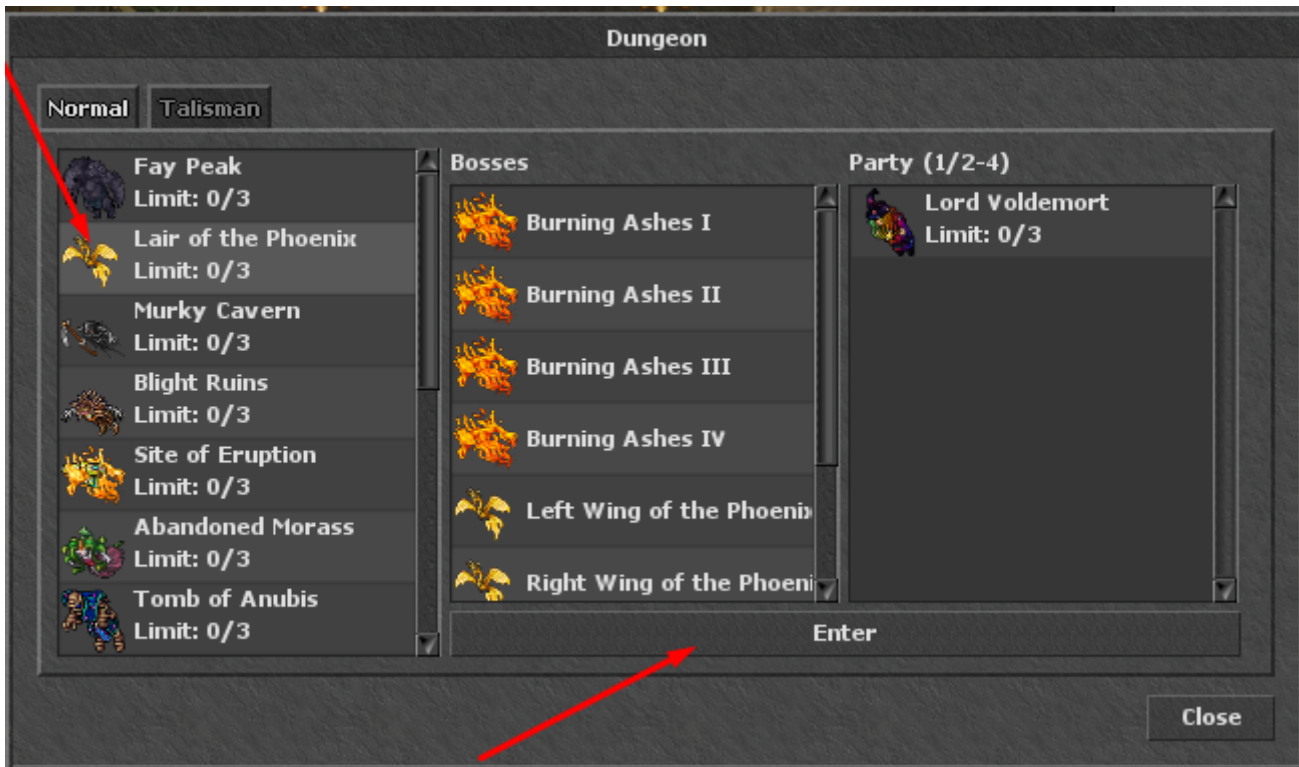 Dungeon
Normal
Talisman
Fay Peak
Limit: 0/3
Lair of the Phoenix
Limit: 0/3
Murky Cavern
Limit: 0/3
Blight Ruins
Limit: 0/3
Site of Eruption
Limit: 0/3
Abandoned Morass
Limit: 0/3
Tomb of Anubis
Limit: 0/3
Bosses
Burning Ashes I
Burning Ashes II
Burning Ashes III
Burning Ashes IV
Left Wing of the Phoenix
Right Wing of the Phoeni
Party (1/2-4)
Lord Voldemort
Limit: 0/3
Enter
Close